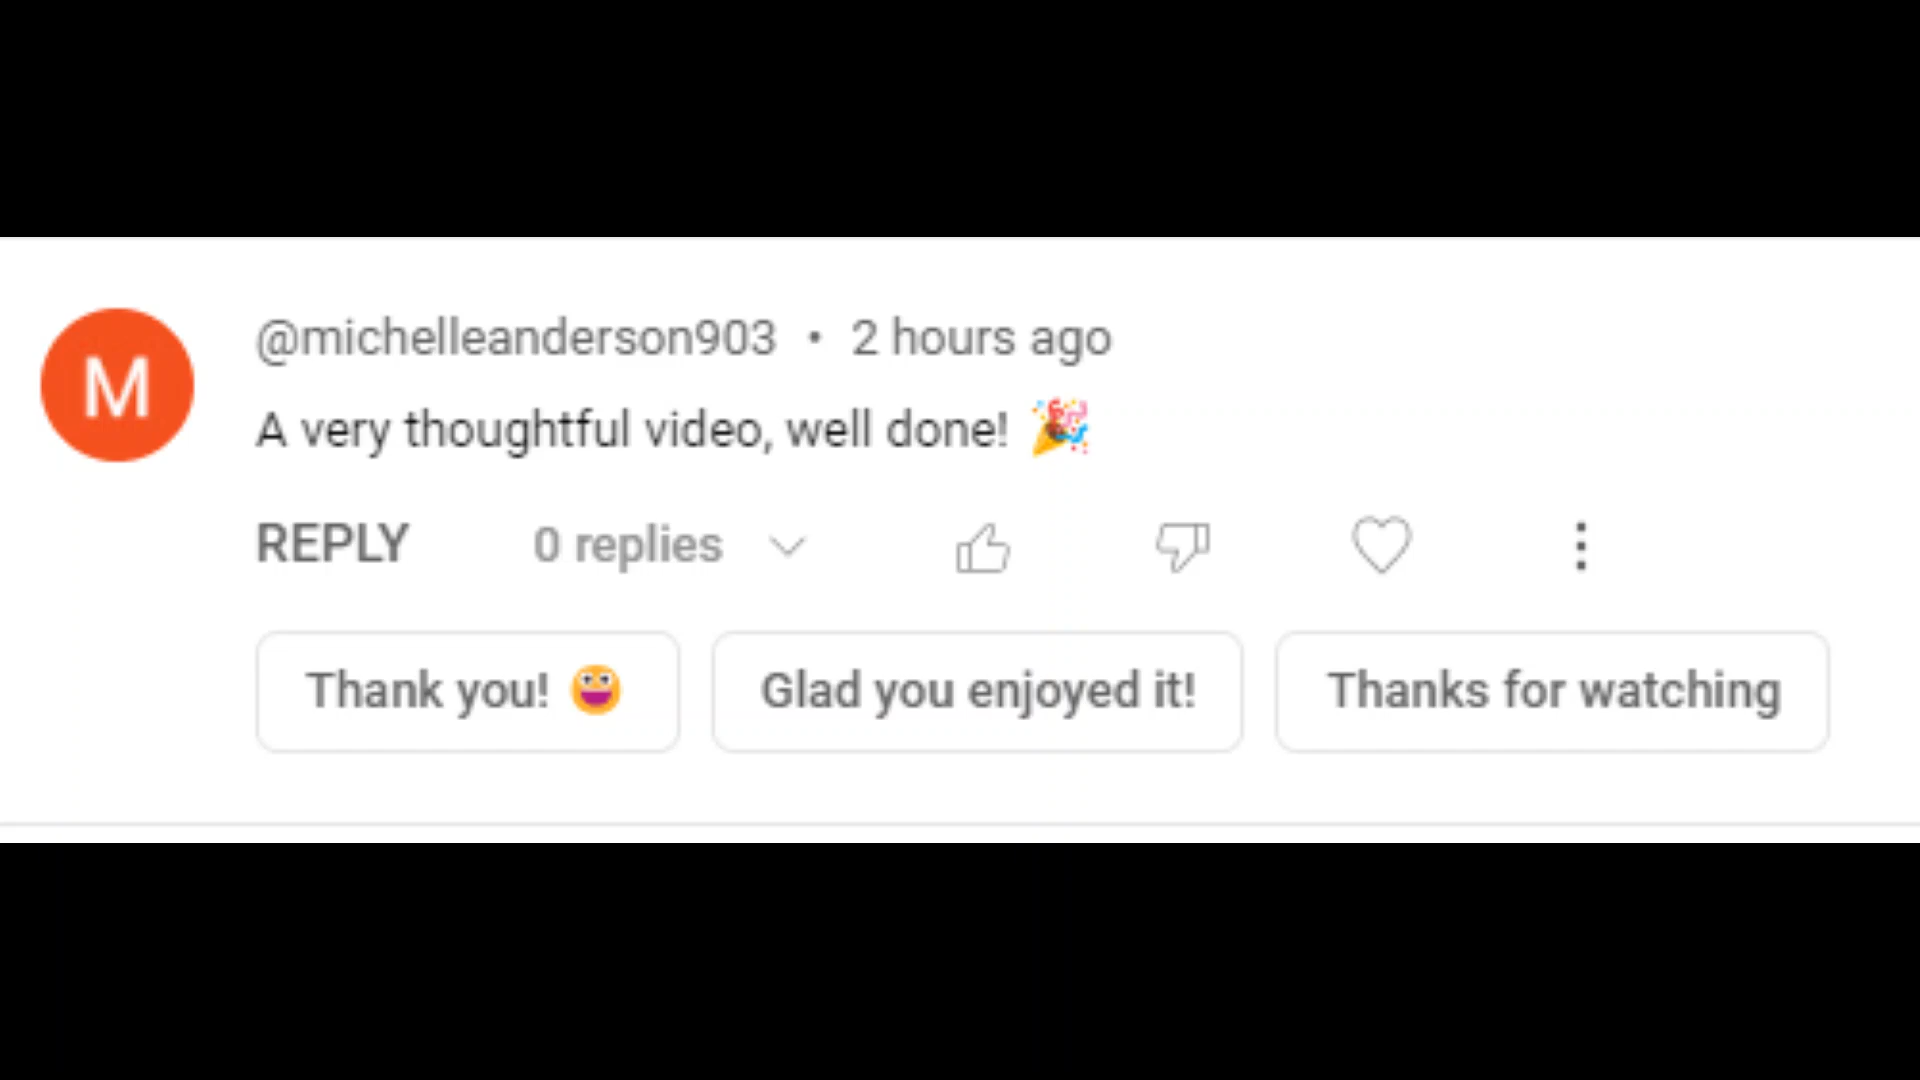 M
@michelleanderson903 • 2 hours ago
A very thoughtful video, well done! 🎉
REPLY 0 replies
Thank you! 😀 Glad you enjoyed it! Thanks for watching